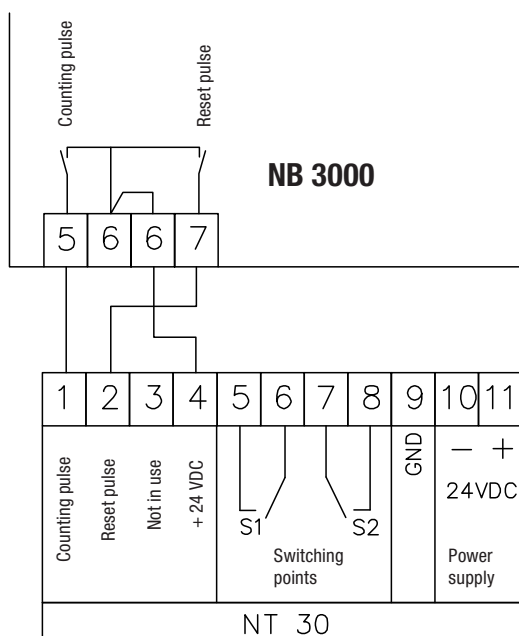 Counting pulse
Reset pulse
NB 3000
5 6 6 7
1 2 3 4 5 6 7 8 9 10 11
Counting pulse
Reset pulse
Not in use
+ 24 VDC
S1
S2
Switching
points
GND
− +
24VDC
Power
supply
NT 30